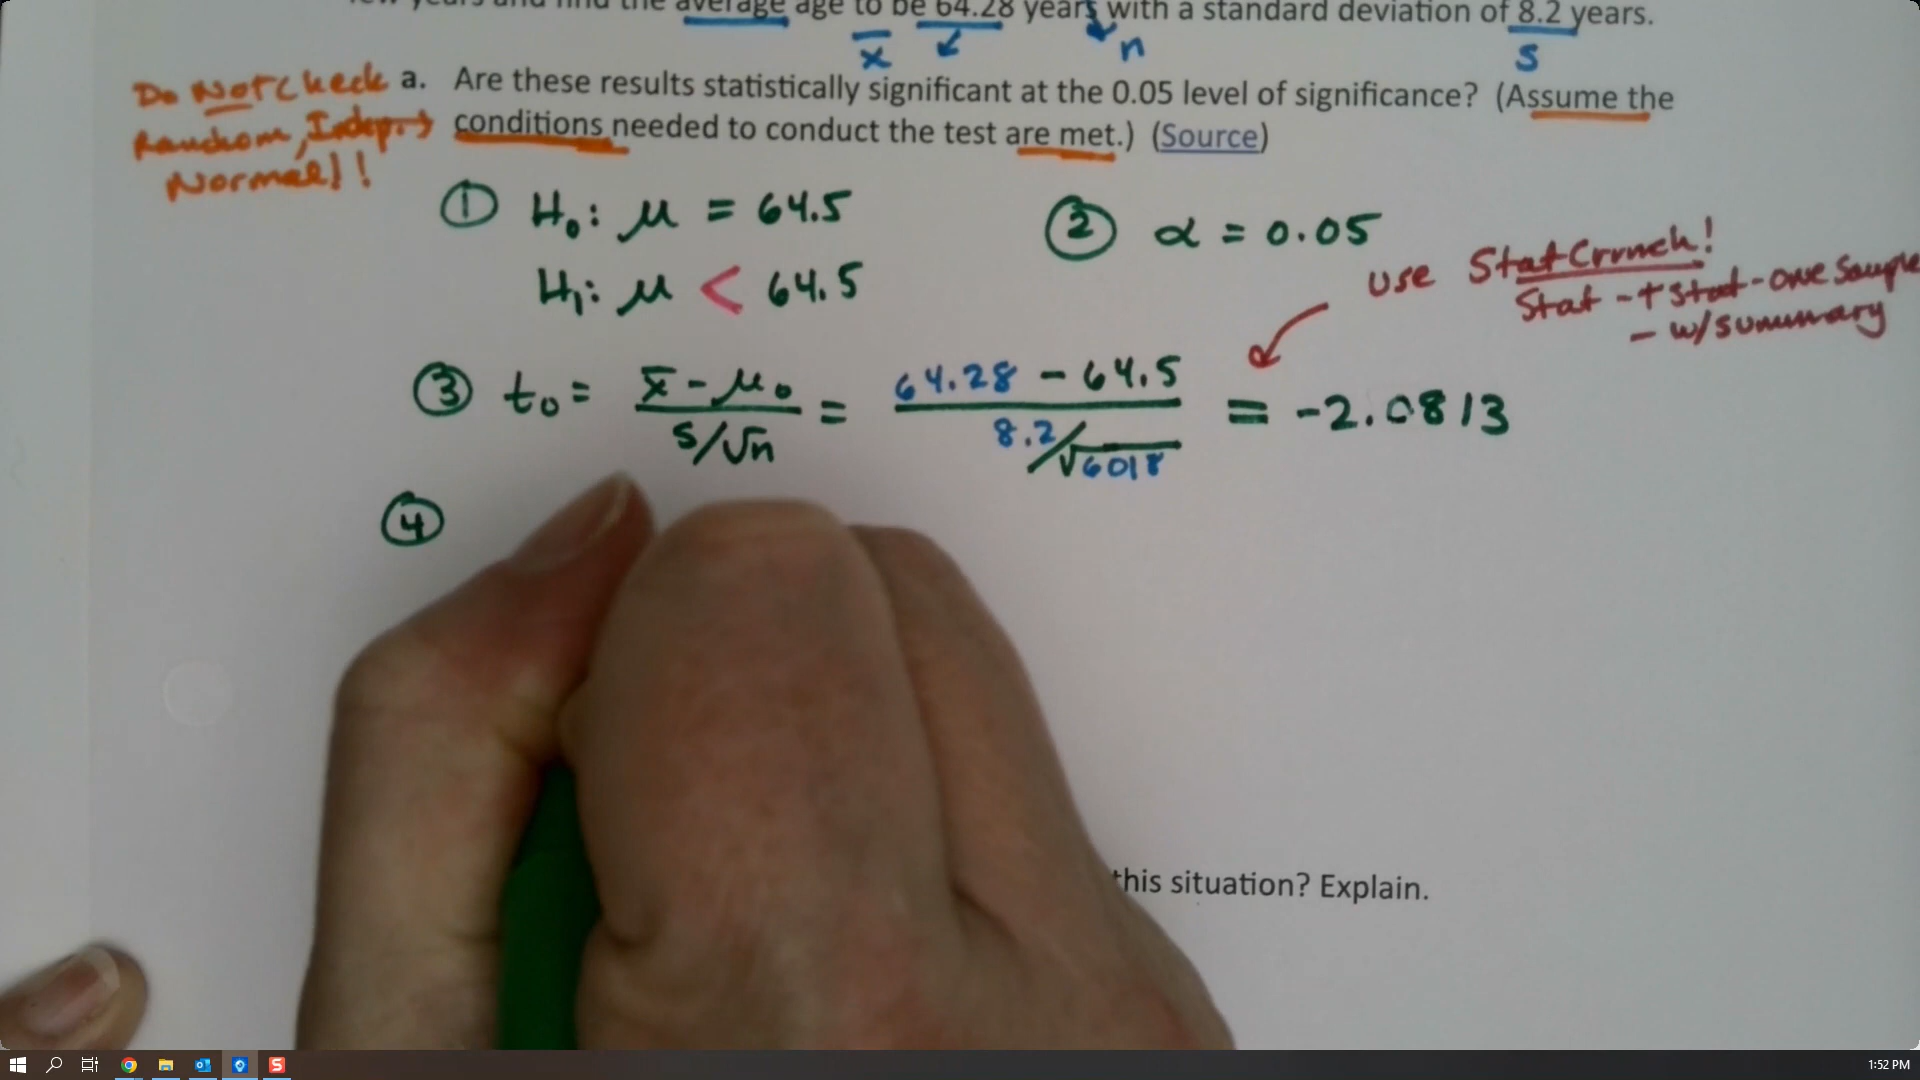 average age to be 64.28 years with a standard deviation of 8.2 years.
x̄ n s
Do Not Check
Random, Indep.,
Normal!
a. Are these results statistically significant at the 0.05 level of significance? (Assume the
conditions needed to conduct the test are met.) (Source)
① H₀: μ = 64.5
H₁: μ < 64.5
② α = 0.05
Use StatCrunch!
Stat - t stat - one sample
- w/summary
③ t₀ = x̄ - μ₀ / s/√n = 64.28 - 64.5 / 8.2/√6018 = -2.0813
④
this situation? Explain.
1:52 PM